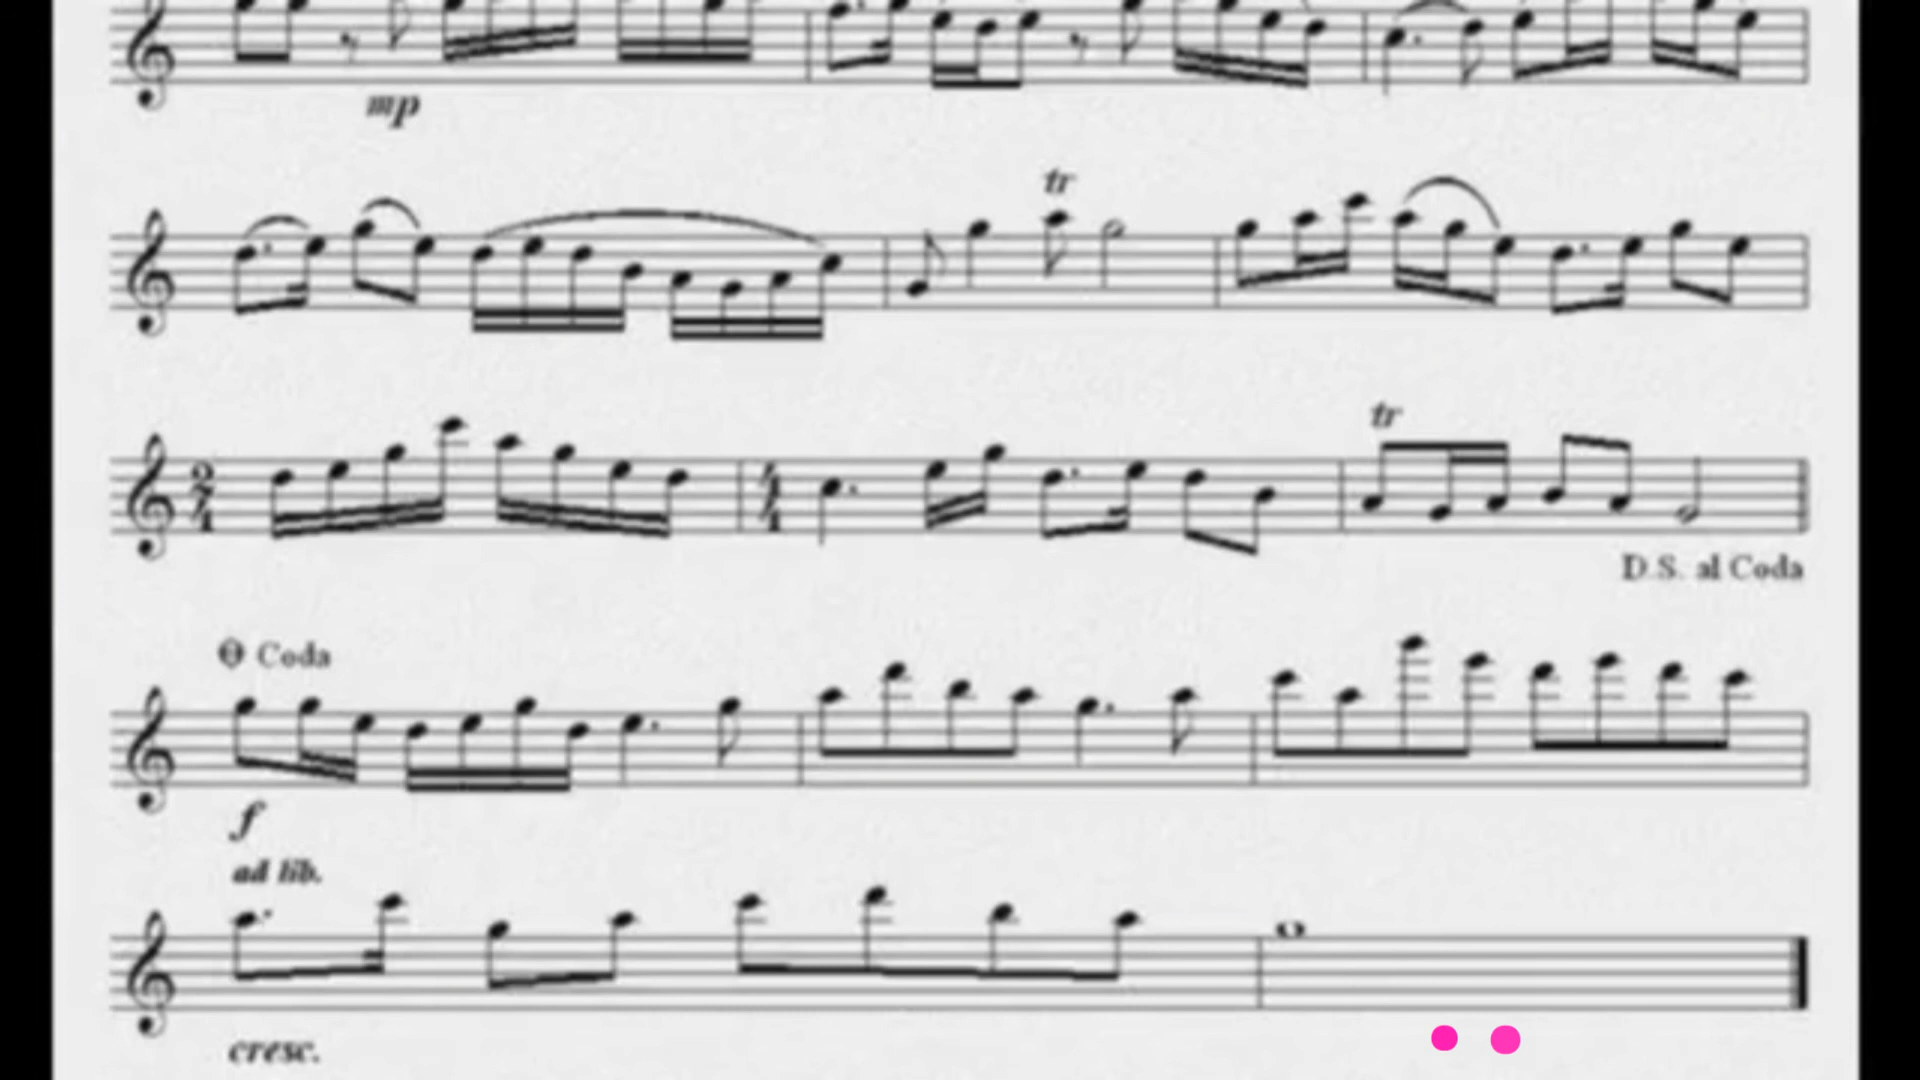 mp
tr
tr
D.S. al Coda
Coda
f
ad lib.
cresc.